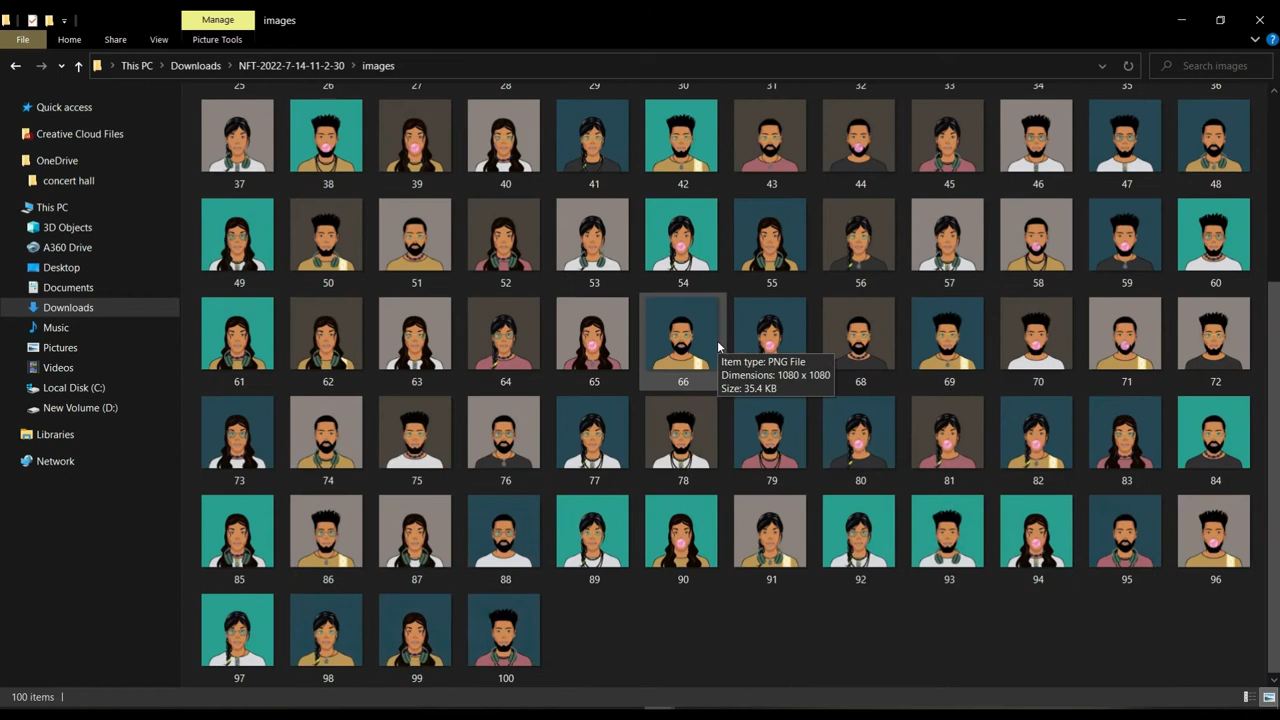 Manage
images
File
Home
Share
View
Picture Tools
This PC
Downloads
NFT-2022-7-14-11-2-30
images
Search images
Quick access
Creative Cloud Files
OneDrive
concert hall
This PC
3D Objects
A360 Drive
Desktop
Documents
Downloads
Music
Pictures
Videos
Local Disk (C:)
New Volume (D:)
Libraries
Network
25 26 27 28 29 30 31 32 33 34 35 36
37 38 39 40 41 42 43 44 45 46 47 48
49 50 51 52 53 54 55 56 57 58 59 60
61 62 63 64 65 66 68 69 70 71 72
Item type: PNG File
Dimensions: 1080 x 1080
Size: 35.4 KB
73 74 75 76 77 78 79 80 81 82 83 84
85 86 87 88 89 90 91 92 93 94 95 96
97 98 99 100
100 items